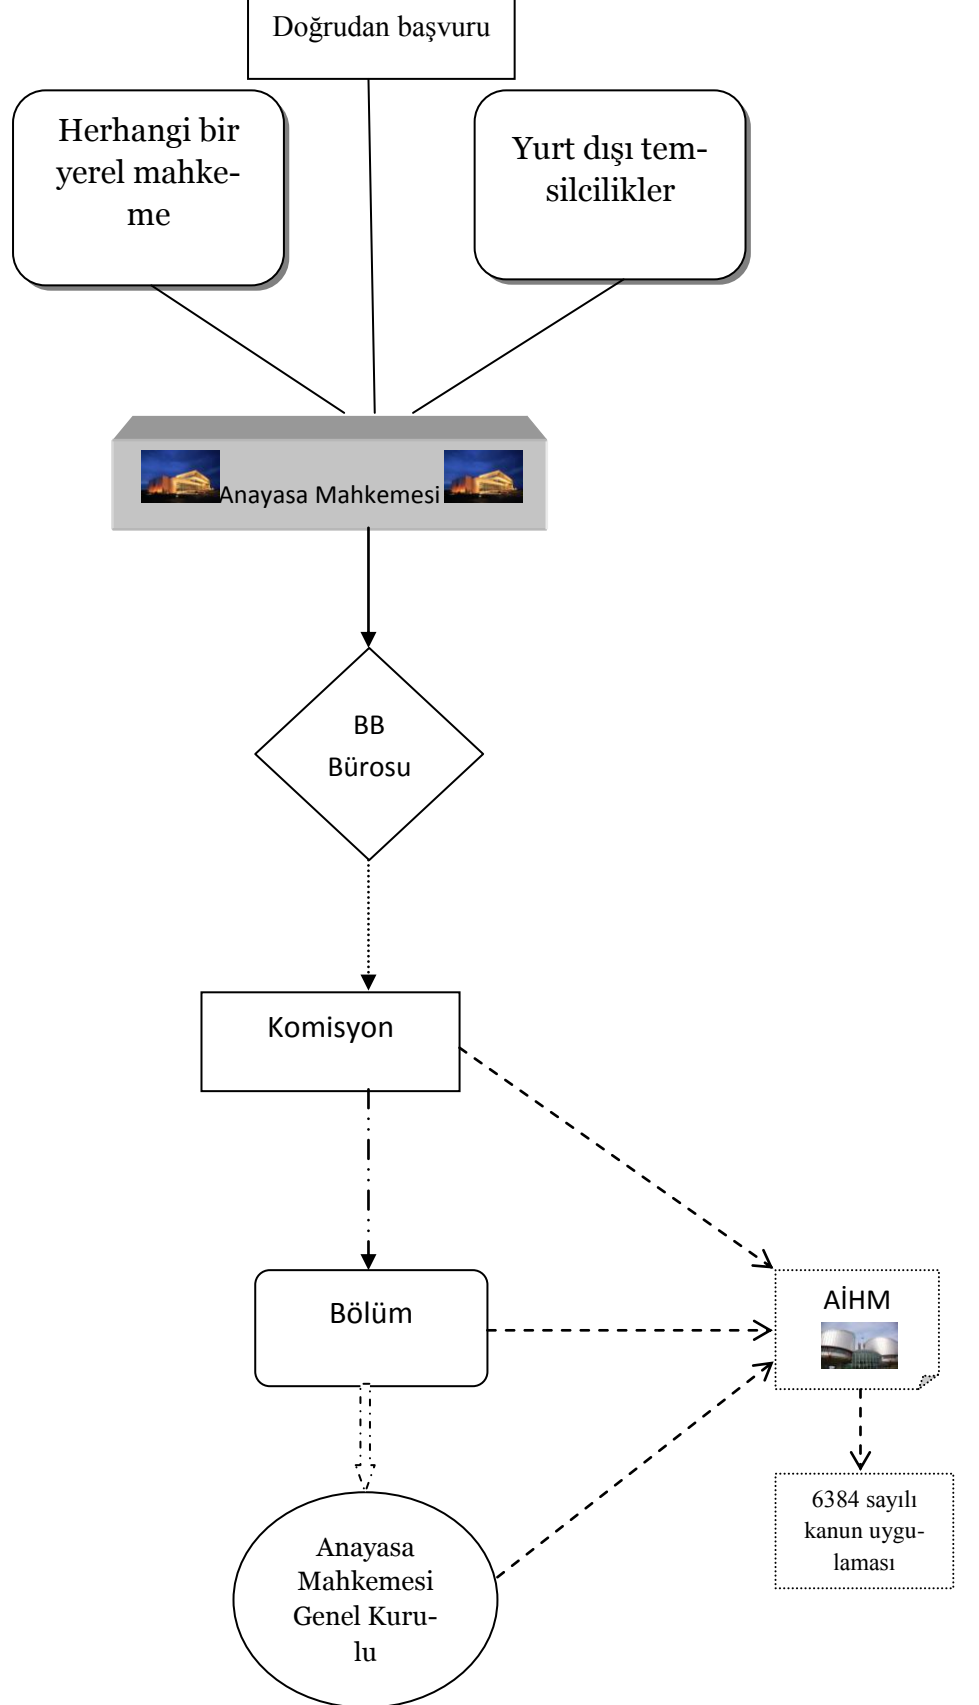 Doğrudan başvuru
Herhangi bir
yerel mahke-
me
Yurt dışı tem-
silcilikler
Anayasa Mahkemesi
BB
Bürosu
Komisyon
Bölüm
AİHM
6384 sayılı
kanun uygu-
laması
Anayasa
Mahkemesi
Genel Kuru-
lu